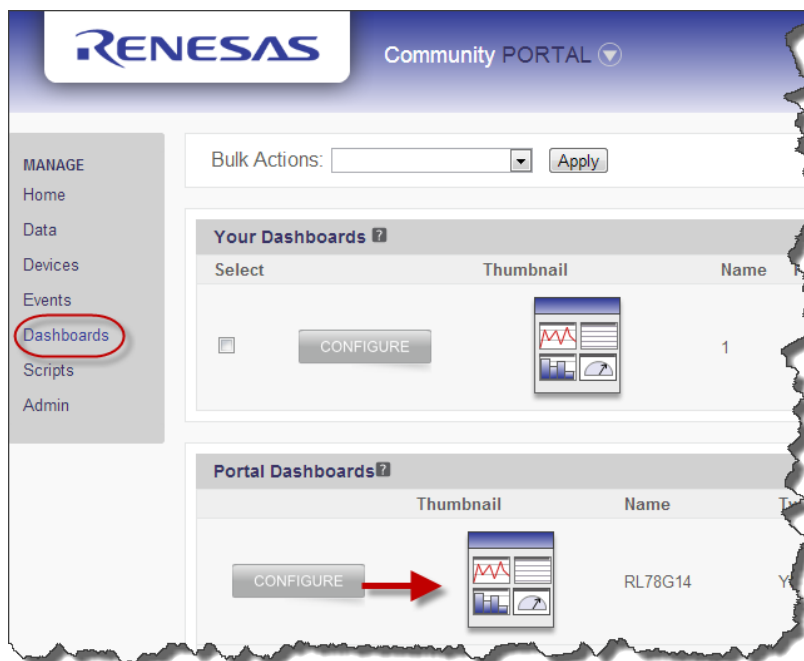 RENESAS
Community PORTAL
MANAGE
Home
Data
Devices
Events
Dashboards
Scripts
Admin
Bulk Actions:
Apply
Your Dashboards ?
Select Thumbnail Name
CONFIGURE 1
Portal Dashboards ?
Thumbnail Name
CONFIGURE RL78G14